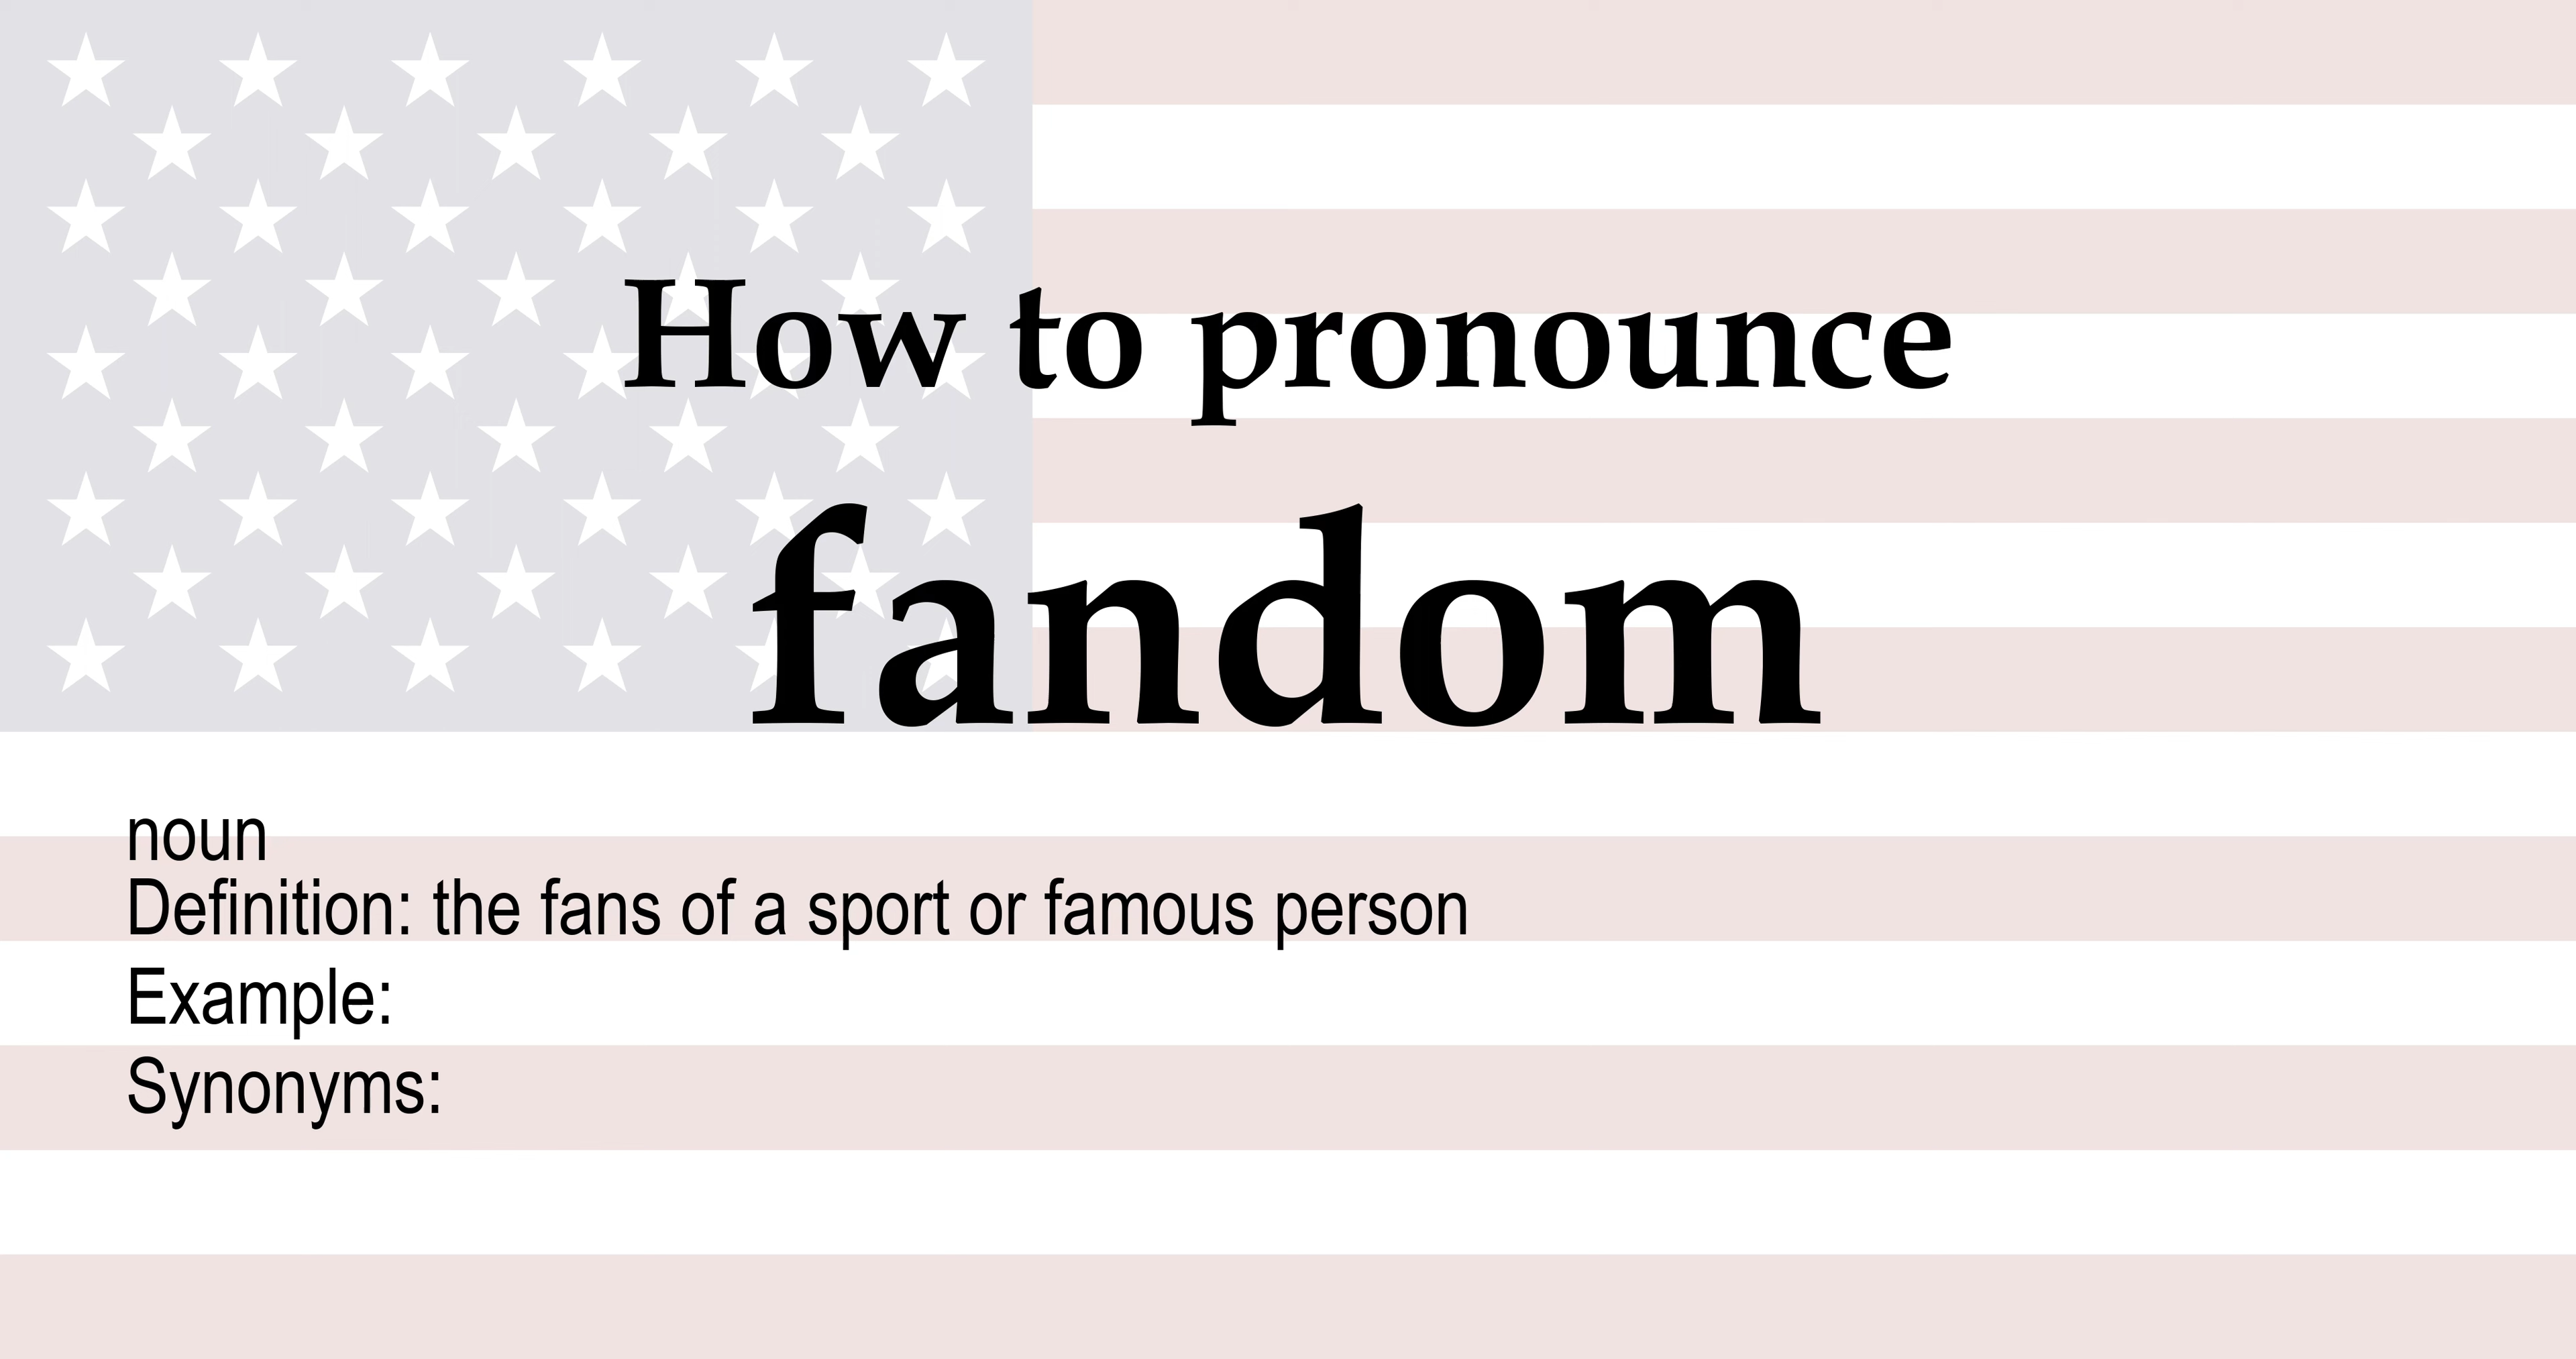 How to pronounce
fandom
noun
Definition: the fans of a sport or famous person
Example:
Synonyms: